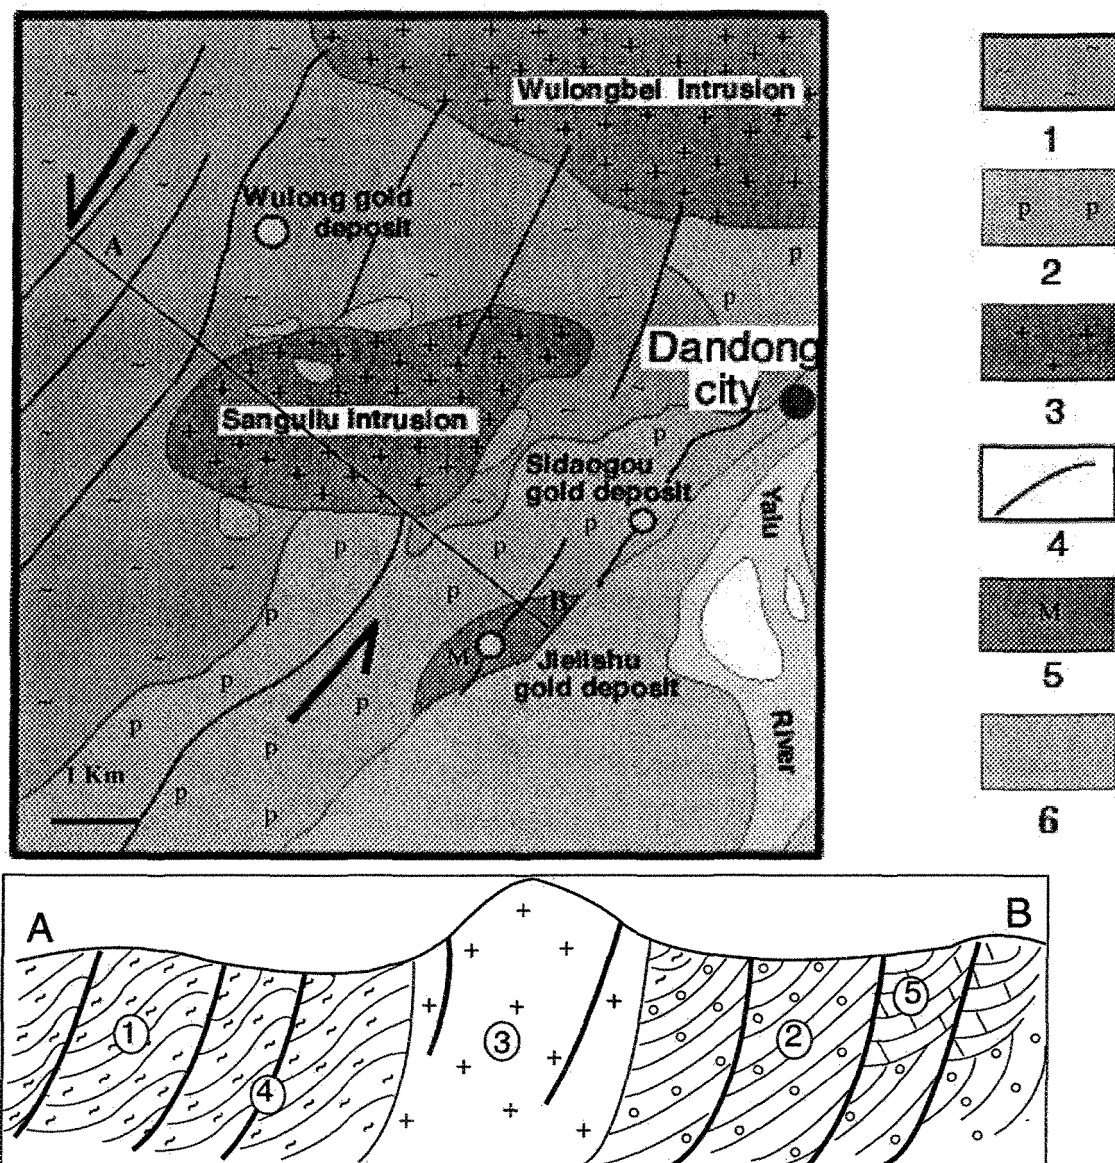 Wulongbei Intrusion
Wulong gold
deposit
A
p
p
Dandong
city
Sanguliu Intrusion
p
Sidaogou
gold deposit
Yalu
p
p
p
p
p
B
M
Jielishu
gold deposit
p
p
River
p
p
1 Km
p
p
1
p p
2
3
4
M
5
6
A
B
1
2
3
4
5